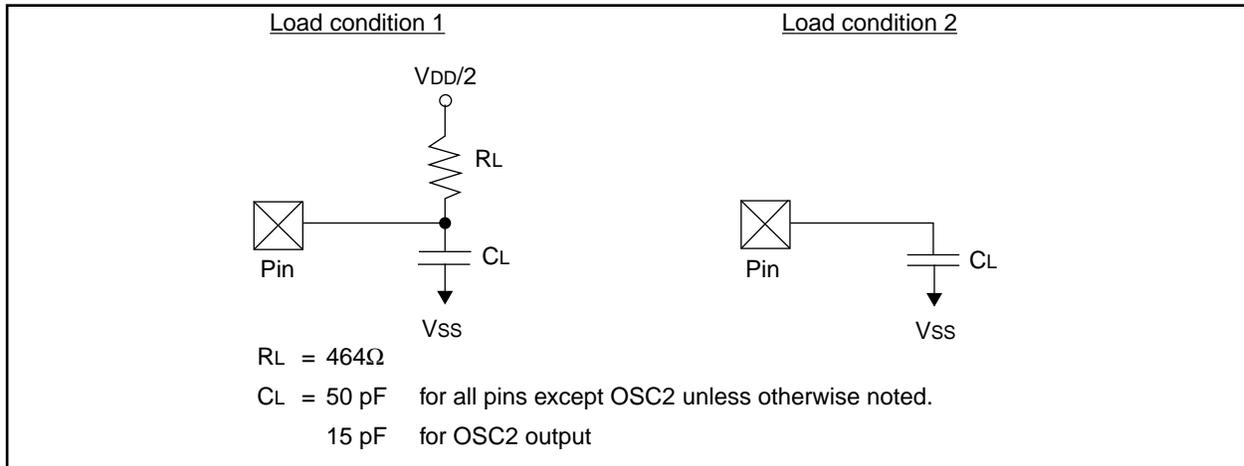 Load condition 1
Load condition 2
VDD/2
RL
Pin
CL
VSS
Pin
CL
VSS
RL = 464Ω
CL = 50 pF for all pins except OSC2 unless otherwise noted.
15 pF for OSC2 output